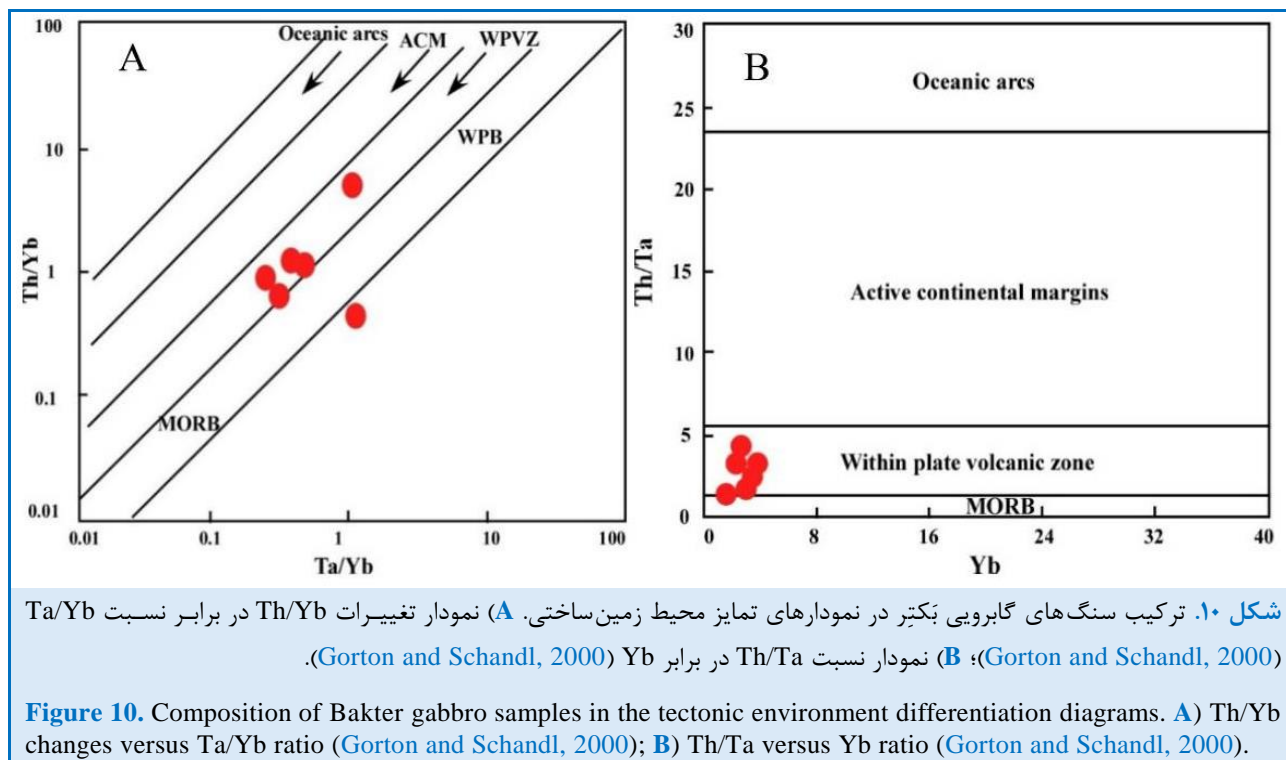 A
Oceanic arcs
ACM
WPVZ
WPB
MORB
100
10
1
0.1
0.01
Th/Yb
0.01 0.1 1 10 100
Ta/Yb
B
Oceanic arcs
Active continental margins
Within plate volcanic zone
MORB
30
25
20
15
10
5
0
Th/Ta
0 8 16 24 32 40
Yb
شکل ۱۰. ترکیب سنگ‌های گابرویی بَکتِر در نمودارهای تمایز محیط زمین‌ساختی. A) نمودار تغییرات Th/Yb در برابر نسبت Ta/Yb
(Gorton and Schandl, 2000)؛ B) نمودار نسبت Th/Ta در برابر Yb (Gorton and Schandl, 2000).
Figure 10. Composition of Bakter gabbro samples in the tectonic environment differentiation diagrams. A) Th/Yb
changes versus Ta/Yb ratio (Gorton and Schandl, 2000); B) Th/Ta versus Yb ratio (Gorton and Schandl, 2000).